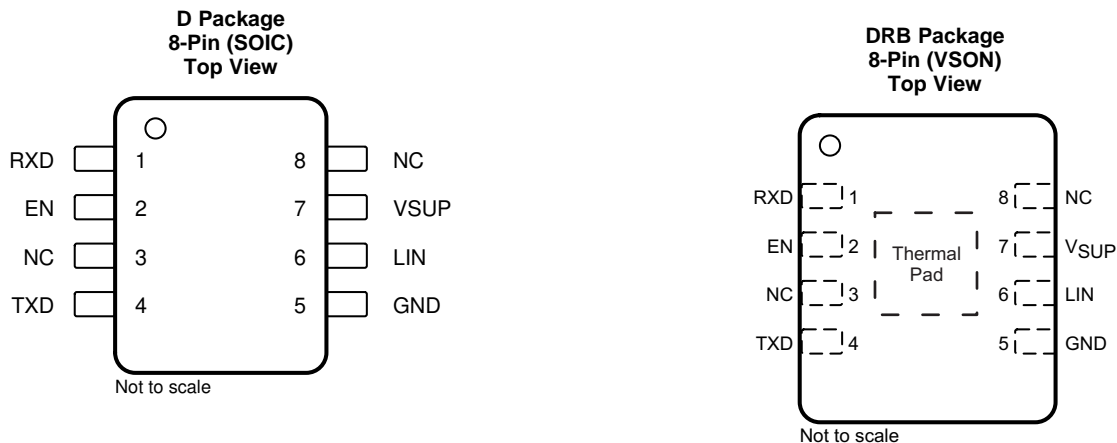 D Package
8-Pin (SOIC)
Top View
RXD 1 8 NC
EN 2 7 VSUP
NC 3 6 LIN
TXD 4 5 GND
Not to scale
DRB Package
8-Pin (VSON)
Top View
RXD 1 8 NC
EN 2 Thermal Pad 7 VSUP
NC 3 6 LIN
TXD 4 5 GND
Not to scale